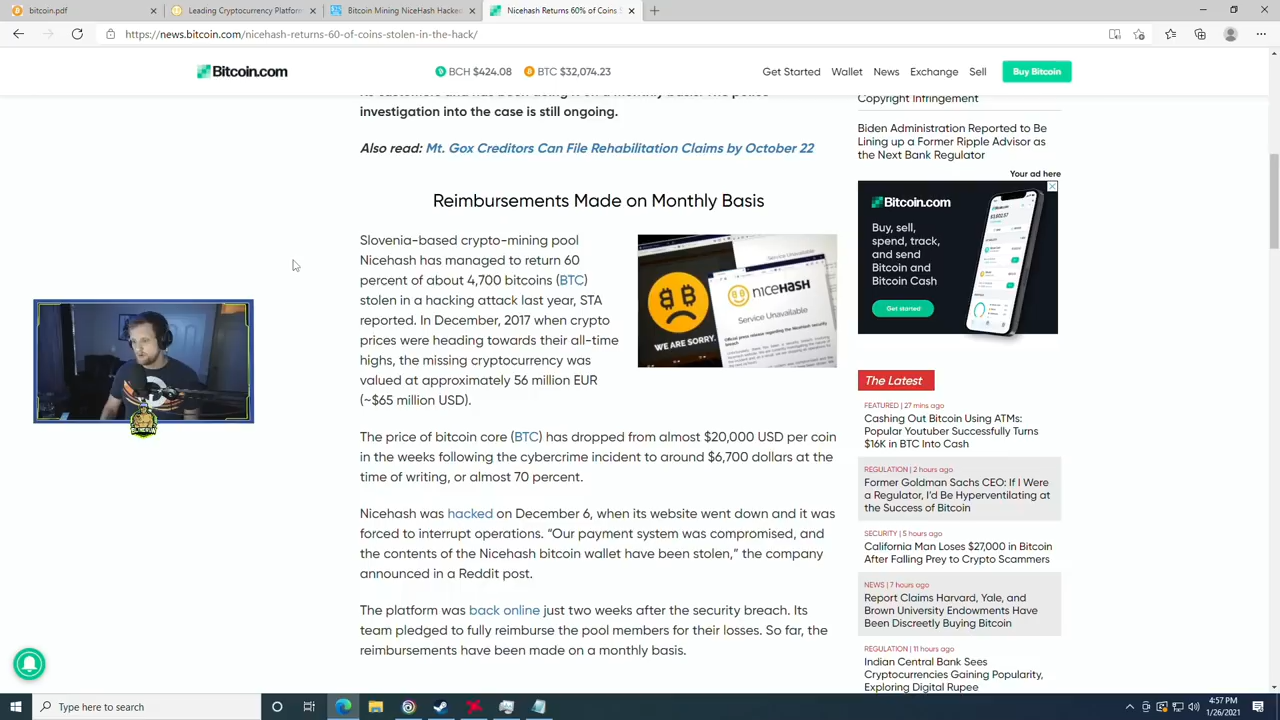 bitcoin.pdf
Leading Cryptocurrency Platform
Bitcoin Mining NiceHash Hacked
Nicehash Returns 60% of Coins
https://news.bitcoin.com/nicehash-returns-60-of-coins-stolen-in-the-hack/
Bitcoin.com
BCH $424.08
BTC $32,074.23
Get Started
Wallet
News
Exchange
Sell
Buy Bitcoin
investigation into the case is still ongoing.
Also read: Mt. Gox Creditors Can File Rehabilitation Claims by October 22
Reimbursements Made on Monthly Basis
Slovenia-based crypto-mining pool
Nicehash has managed to return 60
percent of about 4,700 bitcoins (BTC)
stolen in a hacking attack last year, STA
reported. In December, 2017 when crypto
prices were heading towards their all-time
highs, the missing cryptocurrency was
valued at approximately 56 million EUR
(~$65 million USD).
Service Unavailable
NICEHASH
Service Unavailable
WE ARE SORRY.
The price of bitcoin core (BTC) has dropped from almost $20,000 USD per coin
in the weeks following the cybercrime incident to around $6,700 dollars at the
time of writing, or almost 70 percent.
Nicehash was hacked on December 6, when its website went down and it was
forced to interrupt operations. “Our payment system was compromised, and
the contents of the Nicehash bitcoin wallet have been stolen,” the company
announced in a Reddit post.
The platform was back online just two weeks after the security breach. Its
team pledged to fully reimburse the pool members for their losses. So far, the
reimbursements have been made on a monthly basis.
Copyright Infringement
Biden Administration Reported to Be
Lining up a Former Ripple Advisor as
the Next Bank Regulator
Your ad here
Bitcoin.com
Buy, sell,
spend, track,
and send
Bitcoin and
Bitcoin Cash
Get started
The Latest
FEATURED | 27 mins ago
Cashing Out Bitcoin Using ATMs:
Popular Youtuber Successfully Turns
$16K in BTC Into Cash
REGULATION | 2 hours ago
Former Goldman Sachs CEO: If I Were
a Regulator, I'd Be Hyperventilating at
the Success of Bitcoin
SECURITY | 5 hours ago
California Man Loses $27,000 in Bitcoin
After Falling Prey to Crypto Scammers
NEWS | 7 hours ago
Report Claims Harvard, Yale, and
Brown University Endowments Have
Been Discreetly Buying Bitcoin
REGULATION | 11 hours ago
Indian Central Bank Sees
Cryptocurrencies Gaining Popularity,
Exploring Digital Rupee
Type here to search
4:57 PM
1/26/2021